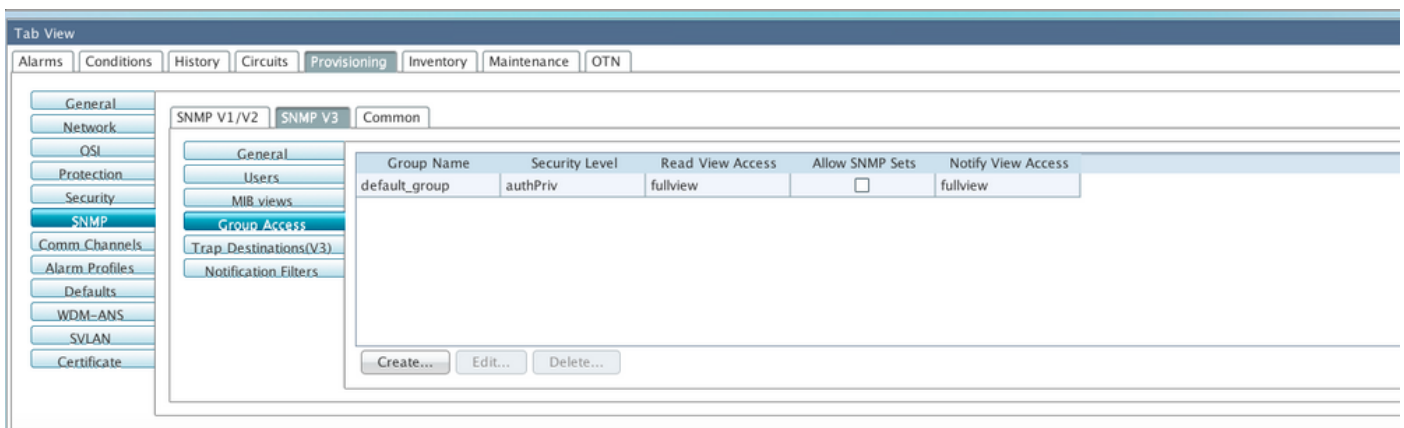 Tab View
Alarms Conditions History Circuits Provisioning Inventory Maintenance OTN
General
Network
OSI
Protection
Security
SNMP
Comm Channels
Alarm Profiles
Defaults
WDM-ANS
SVLAN
Certificate
SNMP V1/V2 SNMP V3 Common
General
Users
MIB views
Group Access
Trap Destinations(V3)
Notification Filters
Group Name Security Level Read View Access Allow SNMP Sets Notify View Access
default_group authPriv fullview fullview
Create... Edit... Delete...